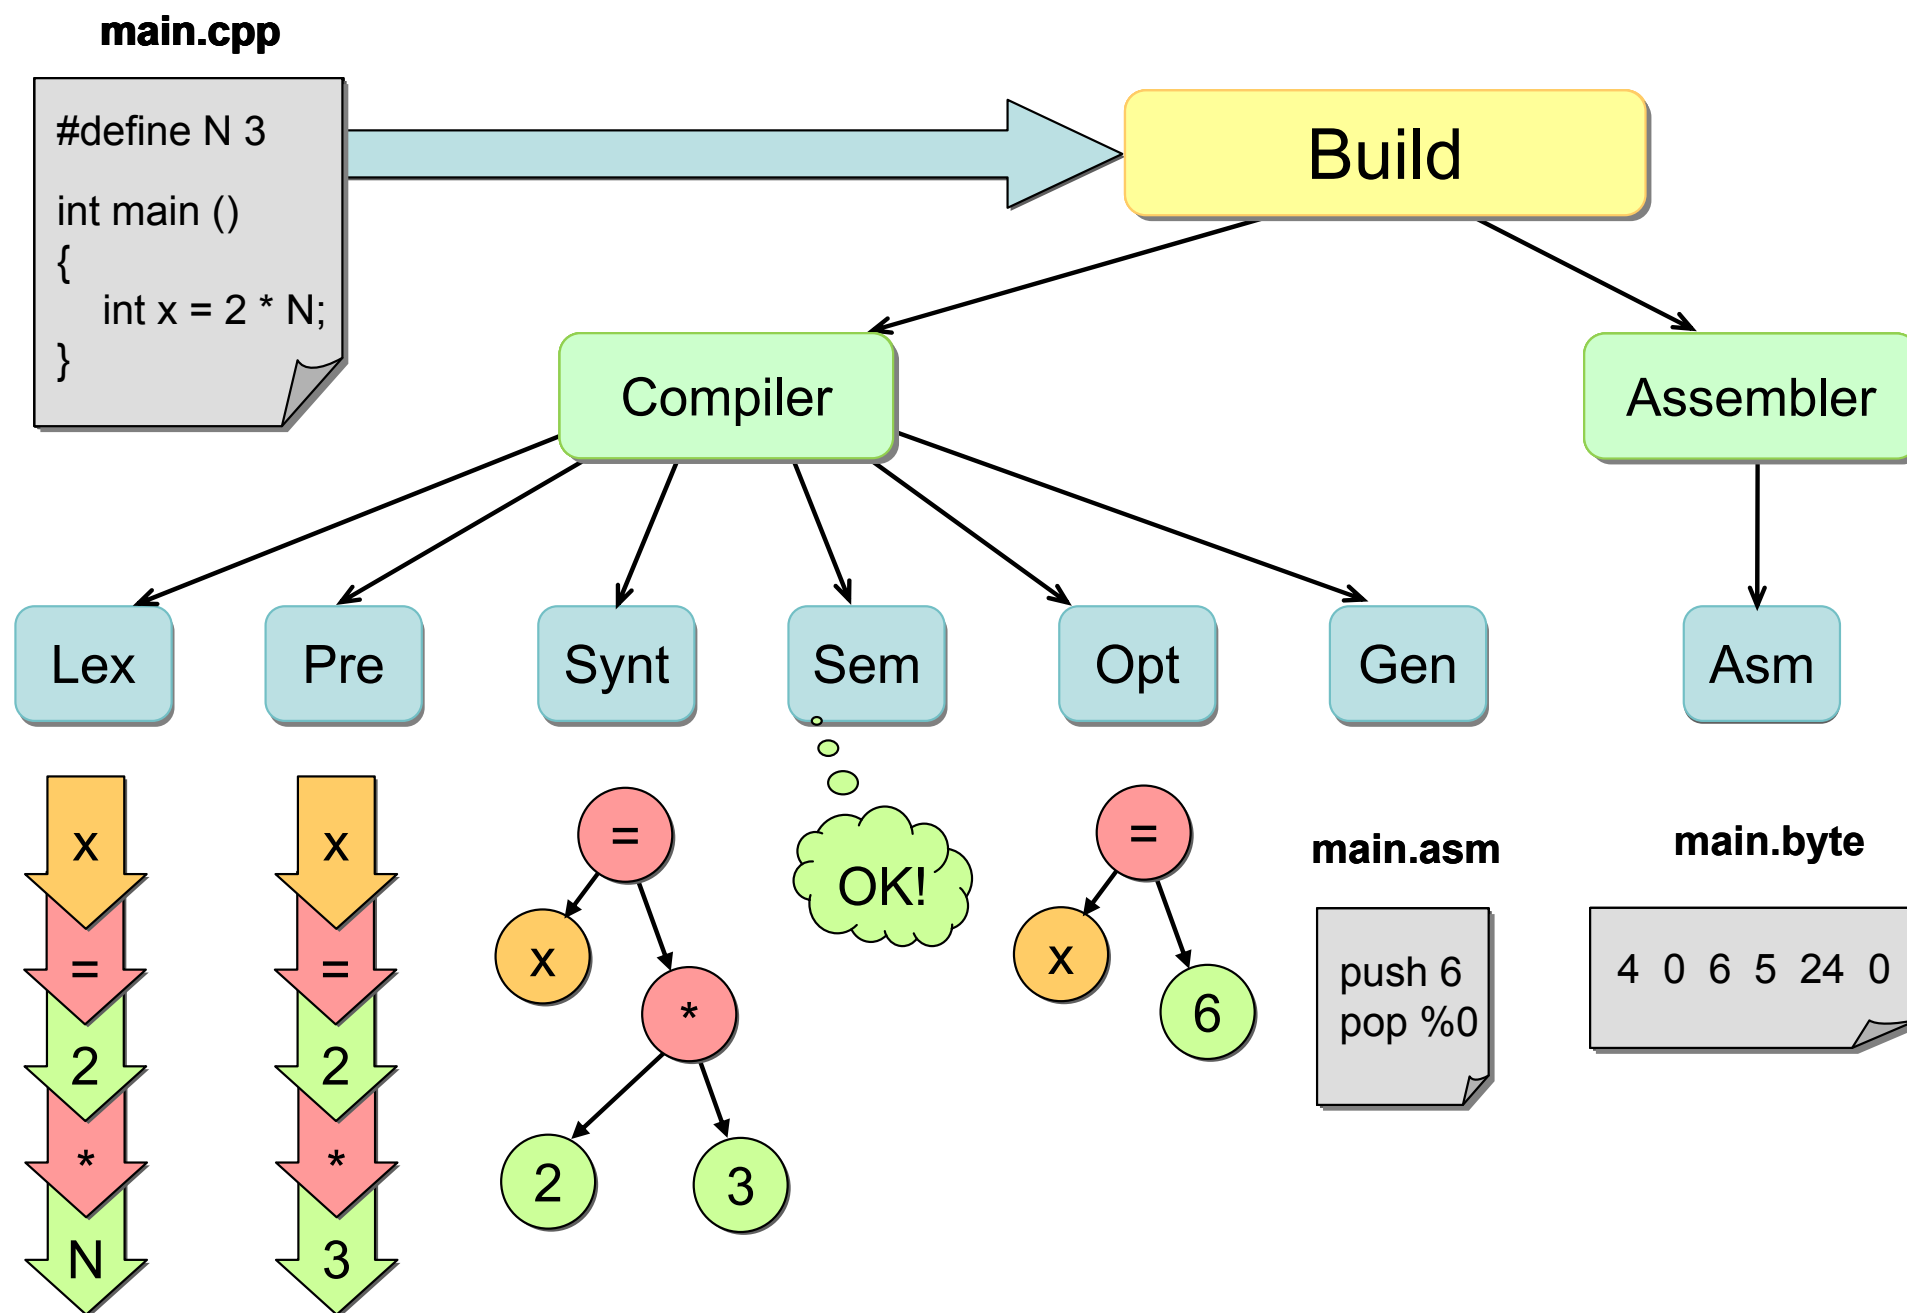 main.cpp
#define N 3
int main ()
{
int x = 2 * N;
}
Build
Compiler
Assembler
Lex
Pre
Synt
Sem
Opt
Gen
Asm
x
=
2
*
N
x
=
2
*
3
=
x
*
2
3
OK!
=
x
6
main.asm
push 6
pop %0
main.byte
4 0 6 5 24 0